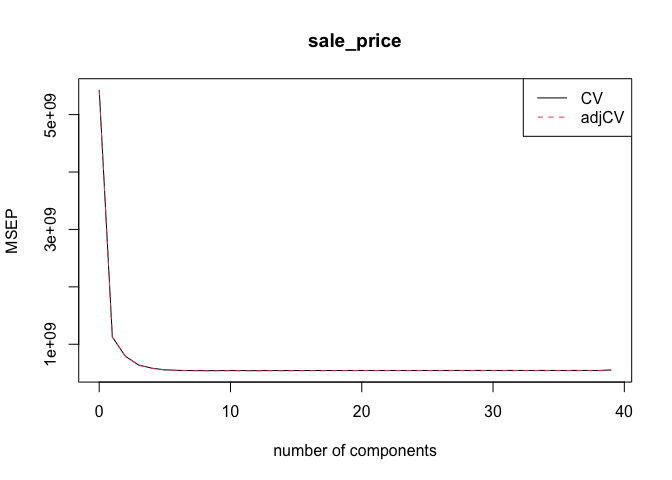 sale_price
CV
adjCV
MSEP
5e+09
3e+09
1e+09
0 10 20 30 40
number of components